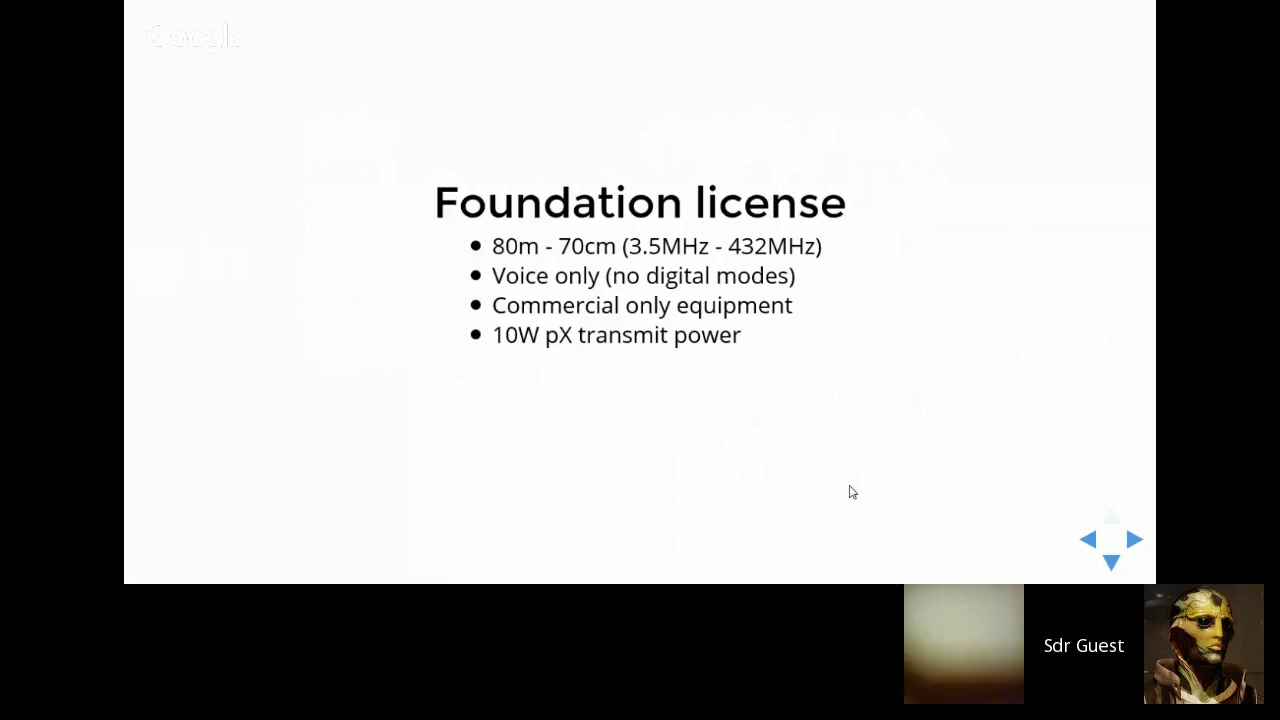 Google
Foundation license
80m - 70cm (3.5MHz - 432MHz)
Voice only (no digital modes)
Commercial only equipment
10W pX transmit power
Sdr Guest